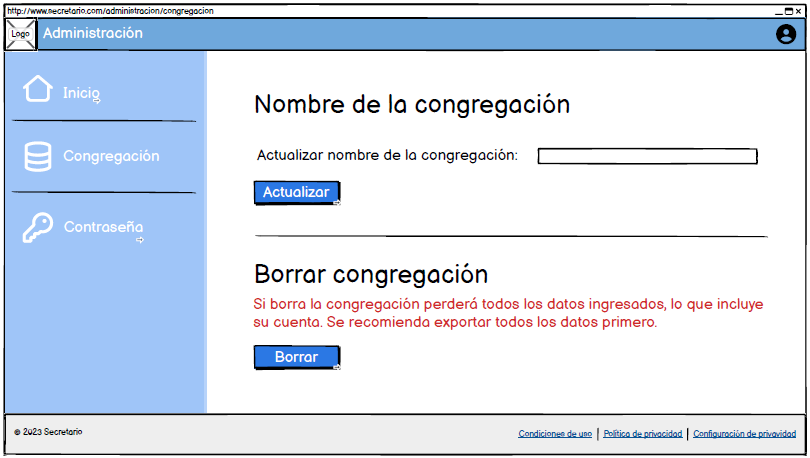 http://www.secretario.com/administracion/congregacion
Logo
Administración
Inicio
Congregación
Contraseña
Nombre de la congregación
Actualizar nombre de la congregación:
Actualizar
Borrar congregación
Si borra la congregación perderá todos los datos ingresados, lo que incluye
su cuenta. Se recomienda exportar todos los datos primero.
Borrar
© 2023 Secretario
Condiciones de uso | Política de privacidad | Configuración de privavidad